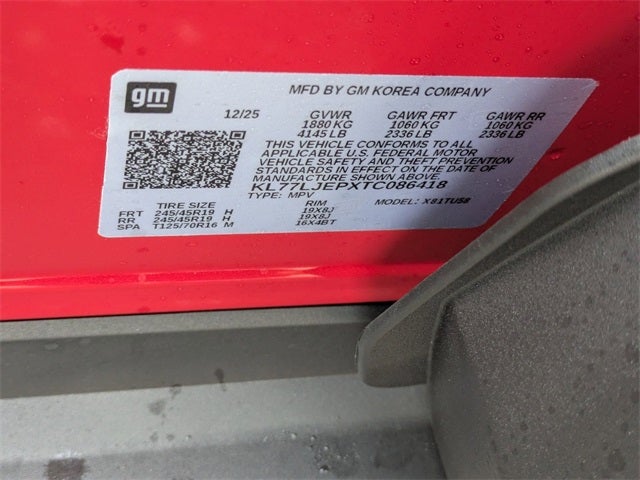 gm
MFD BY GM KOREA COMPANY
12/25 GVWR GAWR FRT GAWR RR
1880 KG 1060 KG 1060 KG
4145 LB 2336 LB 2336 LB
THIS VEHICLE CONFORMS TO ALL
APPLICABLE U.S. FEDERAL MOTOR
VEHICLE SAFETY AND THEFT PREVENTION
STANDARDS IN EFFECT ON THE DATE OF
MANUFACTURE SHOWN ABOVE.
KL77LJEPXTC086418
TYPE: MPV MODEL: X81TUS8
TIRE SIZE RIM
FRT 245/45R19 H 19X8J
RR 245/45R19 H 19X8J
SPA T125/70R16 M 16X4BT